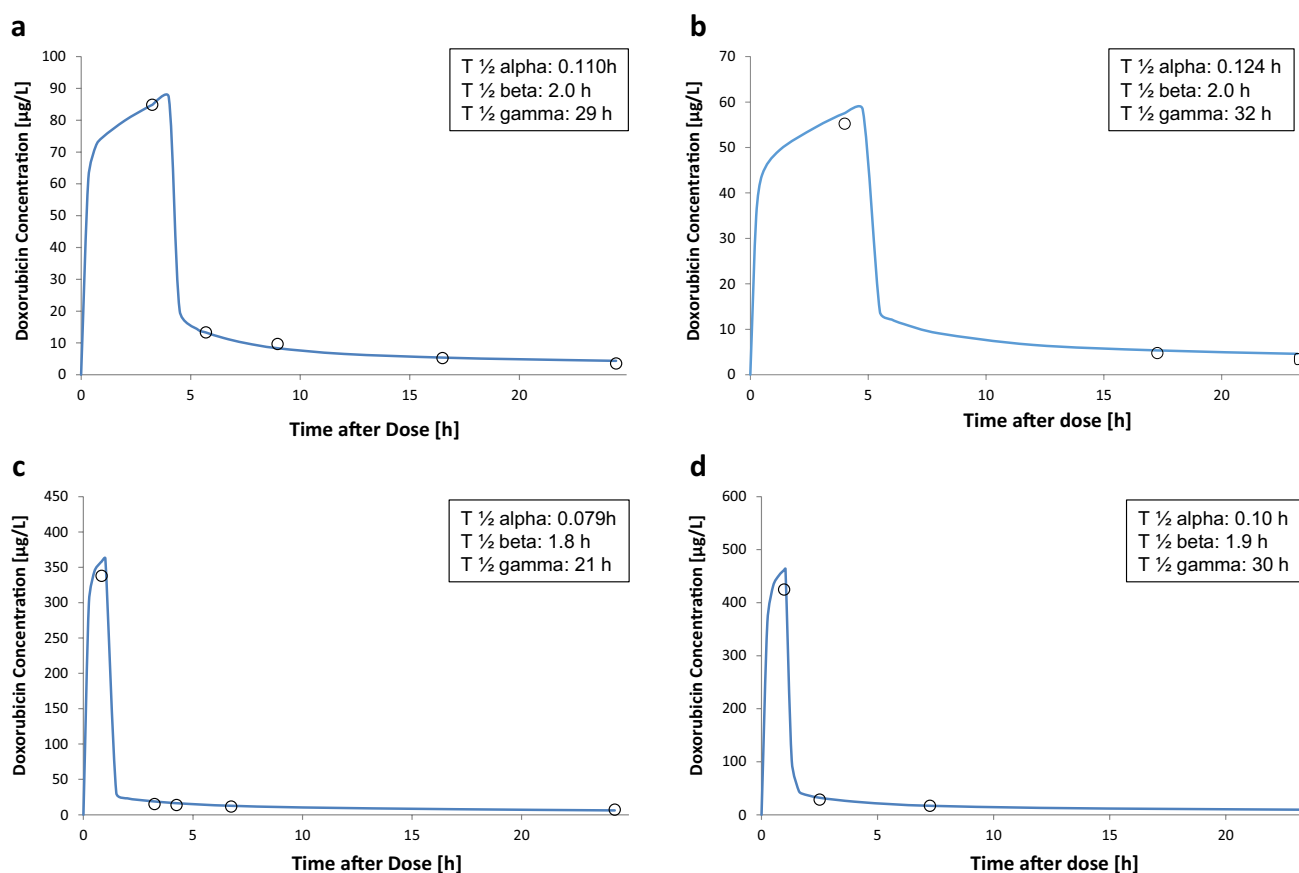 a
Doxorubicin Concentration [µg/L]
100
90
80
70
60
50
40
30
20
10
0
0 5 10 15 20
Time after Dose [h]
T ½ alpha: 0.110h
T ½ beta: 2.0 h
T ½ gamma: 29 h
b
Doxorubicin Concentration [µg/L]
70
60
50
40
30
20
10
0
0 5 10 15 20
Time after dose [h]
T ½ alpha: 0.124 h
T ½ beta: 2.0 h
T ½ gamma: 32 h
c
Doxorubicin Concentration [µg/L]
450
400
350
300
250
200
150
100
50
0
0 5 10 15 20
Time after Dose [h]
T ½ alpha: 0.079h
T ½ beta: 1.8 h
T ½ gamma: 21 h
d
Doxorubicin Concentration [µg/L]
600
500
400
300
200
100
0
0 5 10 15 20
Time after dose [h]
T ½ alpha: 0.10 h
T ½ beta: 1.9 h
T ½ gamma: 30 h